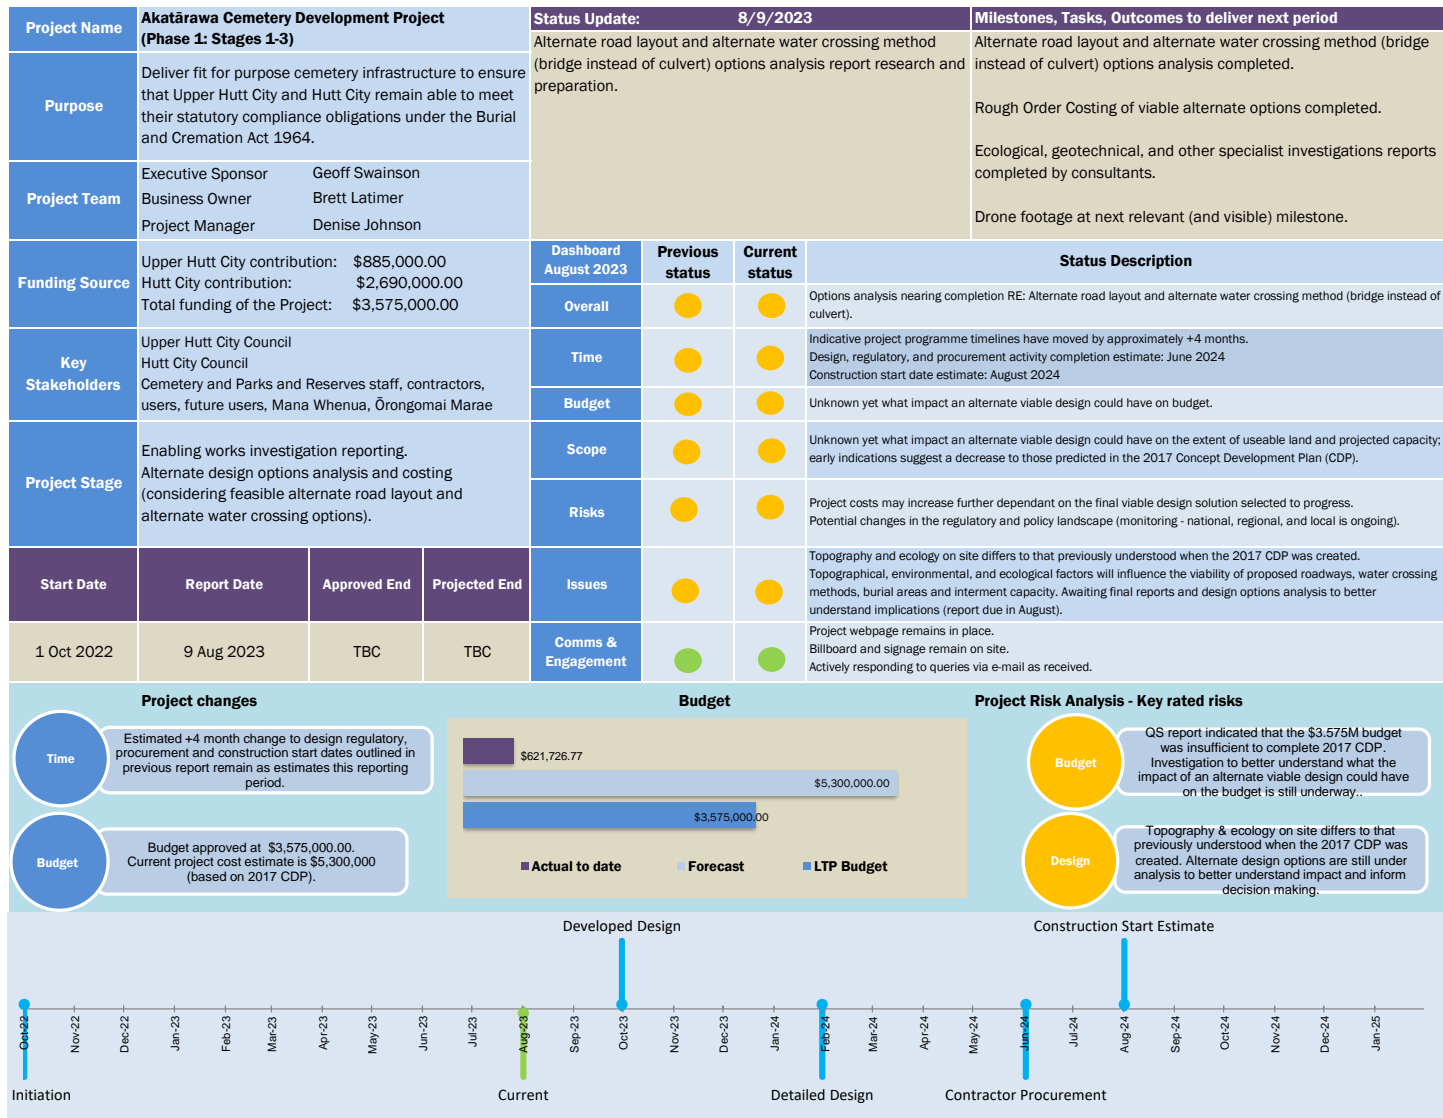 Project Name
Akatārawa Cemetery Development Project
(Phase 1: Stages 1-3)
Purpose
Deliver fit for purpose cemetery infrastructure to ensure
that Upper Hutt City and Hutt City remain able to meet
their statutory compliance obligations under the Burial
and Cremation Act 1964.
Project Team
Executive Sponsor Geoff Swainson
Business Owner Brett Latimer
Project Manager Denise Johnson
Funding Source
Upper Hutt City contribution: $885,000.00
Hutt City contribution: $2,690,000.00
Total funding of the Project: $3,575,000.00
Key
Stakeholders
Upper Hutt City Council
Hutt City Council
Cemetery and Parks and Reserves staff, contractors,
users, future users, Mana Whenua, Ōrongomai Marae
Project Stage
Enabling works investigation reporting.
Alternate design options analysis and costing
(considering feasible alternate road layout and
alternate water crossing options).
Start Date Report Date Approved End Projected End
1 Oct 2022 9 Aug 2023 TBC TBC
Status Update: 8/9/2023
Alternate road layout and alternate water crossing method
(bridge instead of culvert) options analysis report research and
preparation.
Milestones, Tasks, Outcomes to deliver next period
Alternate road layout and alternate water crossing method (bridge
instead of culvert) options analysis completed.
Rough Order Costing of viable alternate options completed.
Ecological, geotechnical, and other specialist investigations reports
completed by consultants.
Drone footage at next relevant (and visible) milestone.
Dashboard
August 2023
Previous
status
Current
status
Status Description
Overall
Options analysis nearing completion RE: Alternate road layout and alternate water crossing method (bridge instead of
culvert).
Time
Indicative project programme timelines have moved by approximately +4 months.
Design, regulatory, and procurement activity completion estimate: June 2024
Construction start date estimate: August 2024
Budget
Unknown yet what impact an alternate viable design could have on budget.
Scope
Unknown yet what impact an alternate viable design could have on the extent of useable land and projected capacity;
early indications suggest a decrease to those predicted in the 2017 Concept Development Plan (CDP).
Risks
Project costs may increase further dependant on the final viable design solution selected to progress.
Potential changes in the regulatory and policy landscape (monitoring - national, regional, and local is ongoing).
Issues
Topography and ecology on site differs to that previously understood when the 2017 CDP was created.
Topographical, environmental, and ecological factors will influence the viability of proposed roadways, water crossing
methods, burial areas and interment capacity. Awaiting final reports and design options analysis to better
understand implications (report due in August).
Comms &
Engagement
Project webpage remains in place.
Billboard and signage remain on site.
Actively responding to queries via e-mail as received.
Project changes
Time
Estimated +4 month change to design regulatory,
procurement and construction start dates outlined in
previous report remain as estimates this reporting
period.
Budget
Budget approved at $3,575,000.00.
Current project cost estimate is $5,300,000
(based on 2017 CDP).
Budget
$621,726.77
$5,300,000.00
$3,575,000.00
Actual to date Forecast LTP Budget
Project Risk Analysis - Key rated risks
Budget
QS report indicated that the $3.575M budget
was insufficient to complete 2017 CDP.
Investigation to better understand what the
impact of an alternate viable design could have
on the budget is still underway..
Design
Topography & ecology on site differs to that
previously understood when the 2017 CDP was
created. Alternate design options are still under
analysis to better understand impact and inform
decision making.
Developed Design Construction Start Estimate
Oct-22 Nov-22 Dec-22 Jan-23 Feb-23 Mar-23 Apr-23 May-23 Jun-23 Jul-23 Aug-23 Sep-23 Oct-23 Nov-23 Dec-23 Jan-24 Feb-24 Mar-24 Apr-24 May-24 Jun-24 Jul-24 Aug-24 Sep-24 Oct-24 Nov-24 Dec-24 Jan-25
Initiation Current Detailed Design Contractor Procurement